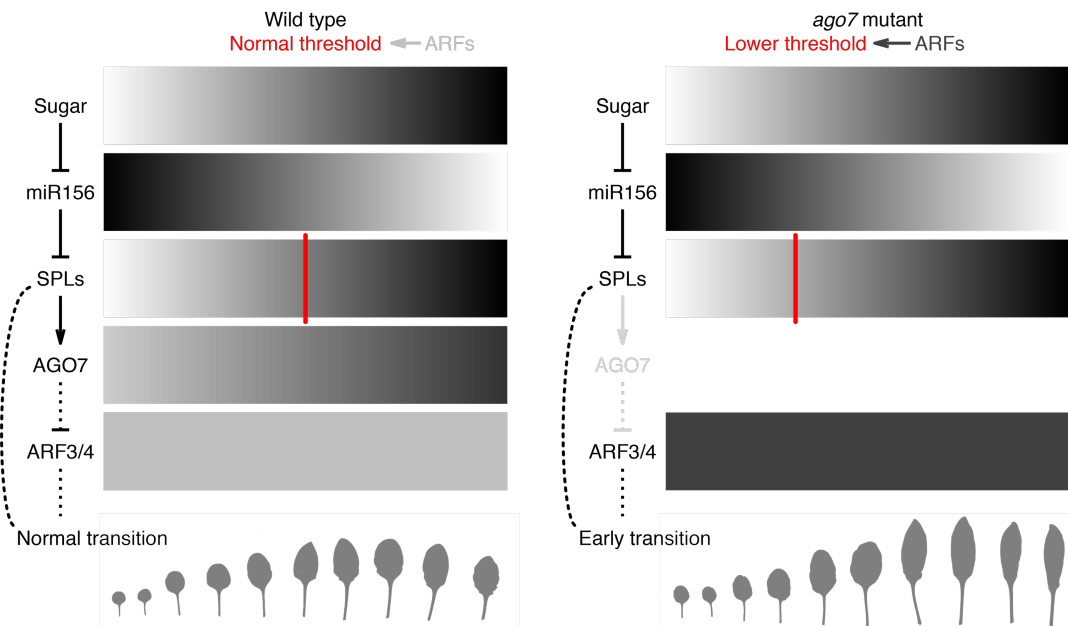 Wild type
Normal threshold ARFs
Sugar
miR156
SPLs
AGO7
ARF3/4
Normal transition
ago7 mutant
Lower threshold ARFs
Sugar
miR156
SPLs
AGO7
ARF3/4
Early transition